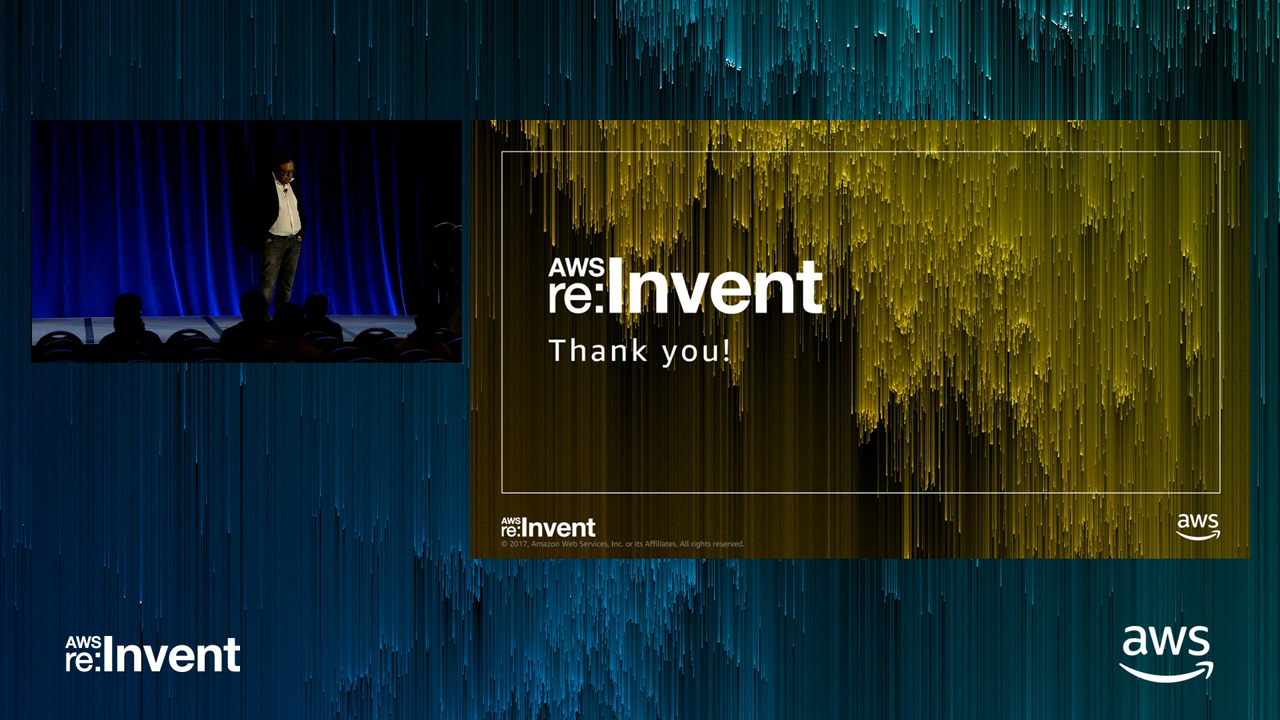 AWS
re:Invent
Thank you!
AWS
re:Invent
© 2017, Amazon Web Services, Inc. or its Affiliates. All rights reserved.
aws
AWS
re:Invent
aws